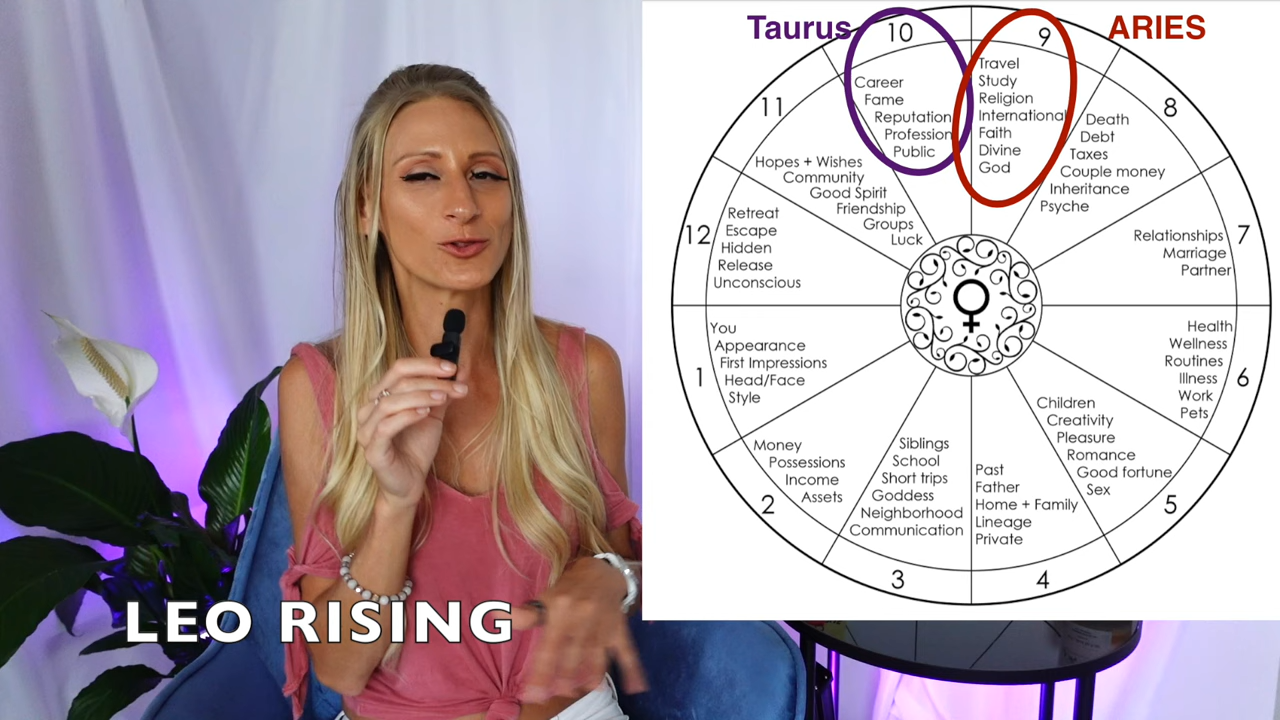 Taurus
ARIES
10
Career
Fame
Reputation
Profession
Public
9
Travel
Study
Religion
International
Faith
Divine
God
8
Death
Debt
Taxes
Couple money
Inheritance
Psyche
11
Hopes + Wishes
Community
Good Spirit
Friendship
Groups
Luck
12
Retreat
Escape
Hidden
Release
Unconscious
7
Relationships
Marriage
Partner
1
You
Appearance
First Impressions
Head/Face
Style
6
Health
Wellness
Routines
Illness
Work
Pets
2
Money
Possessions
Income
Assets
3
Siblings
School
Short trips
Goddess
Neighborhood
Communication
4
Past
Father
Home + Family
Lineage
Private
5
Children
Creativity
Pleasure
Romance
Good fortune
Sex
LEO RISING